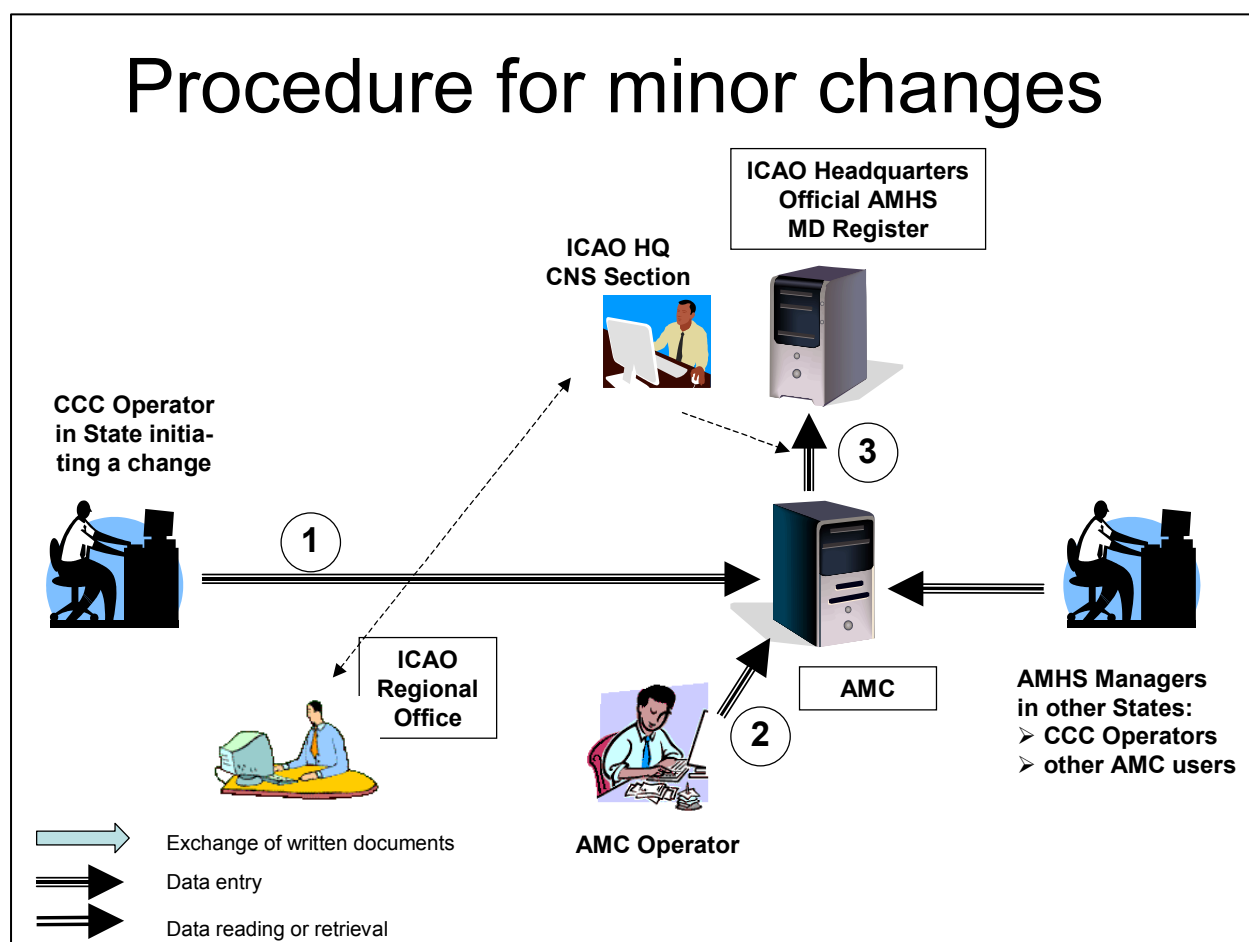 Procedure for minor changes
ICAO Headquarters
Official AMHS
MD Register
ICAO HQ
CNS Section
CCC Operator
in State initia-
ting a change
3
1
ICAO
Regional
Office
AMC
2
AMHS Managers
in other States:
➢ CCC Operators
➢ other AMC users
AMC Operator
Exchange of written documents
Data entry
Data reading or retrieval